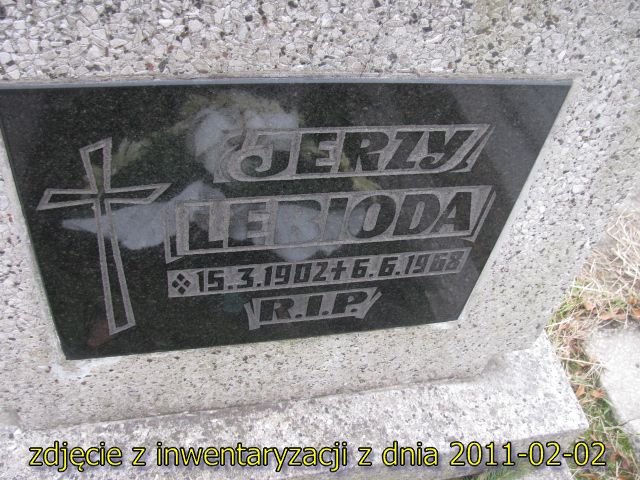 JERZY
LEBIODA
15.3.1902 + 6.6.1968
R.I.P.
zdjęcie z inwentaryzacji z dnia 2011-02-02